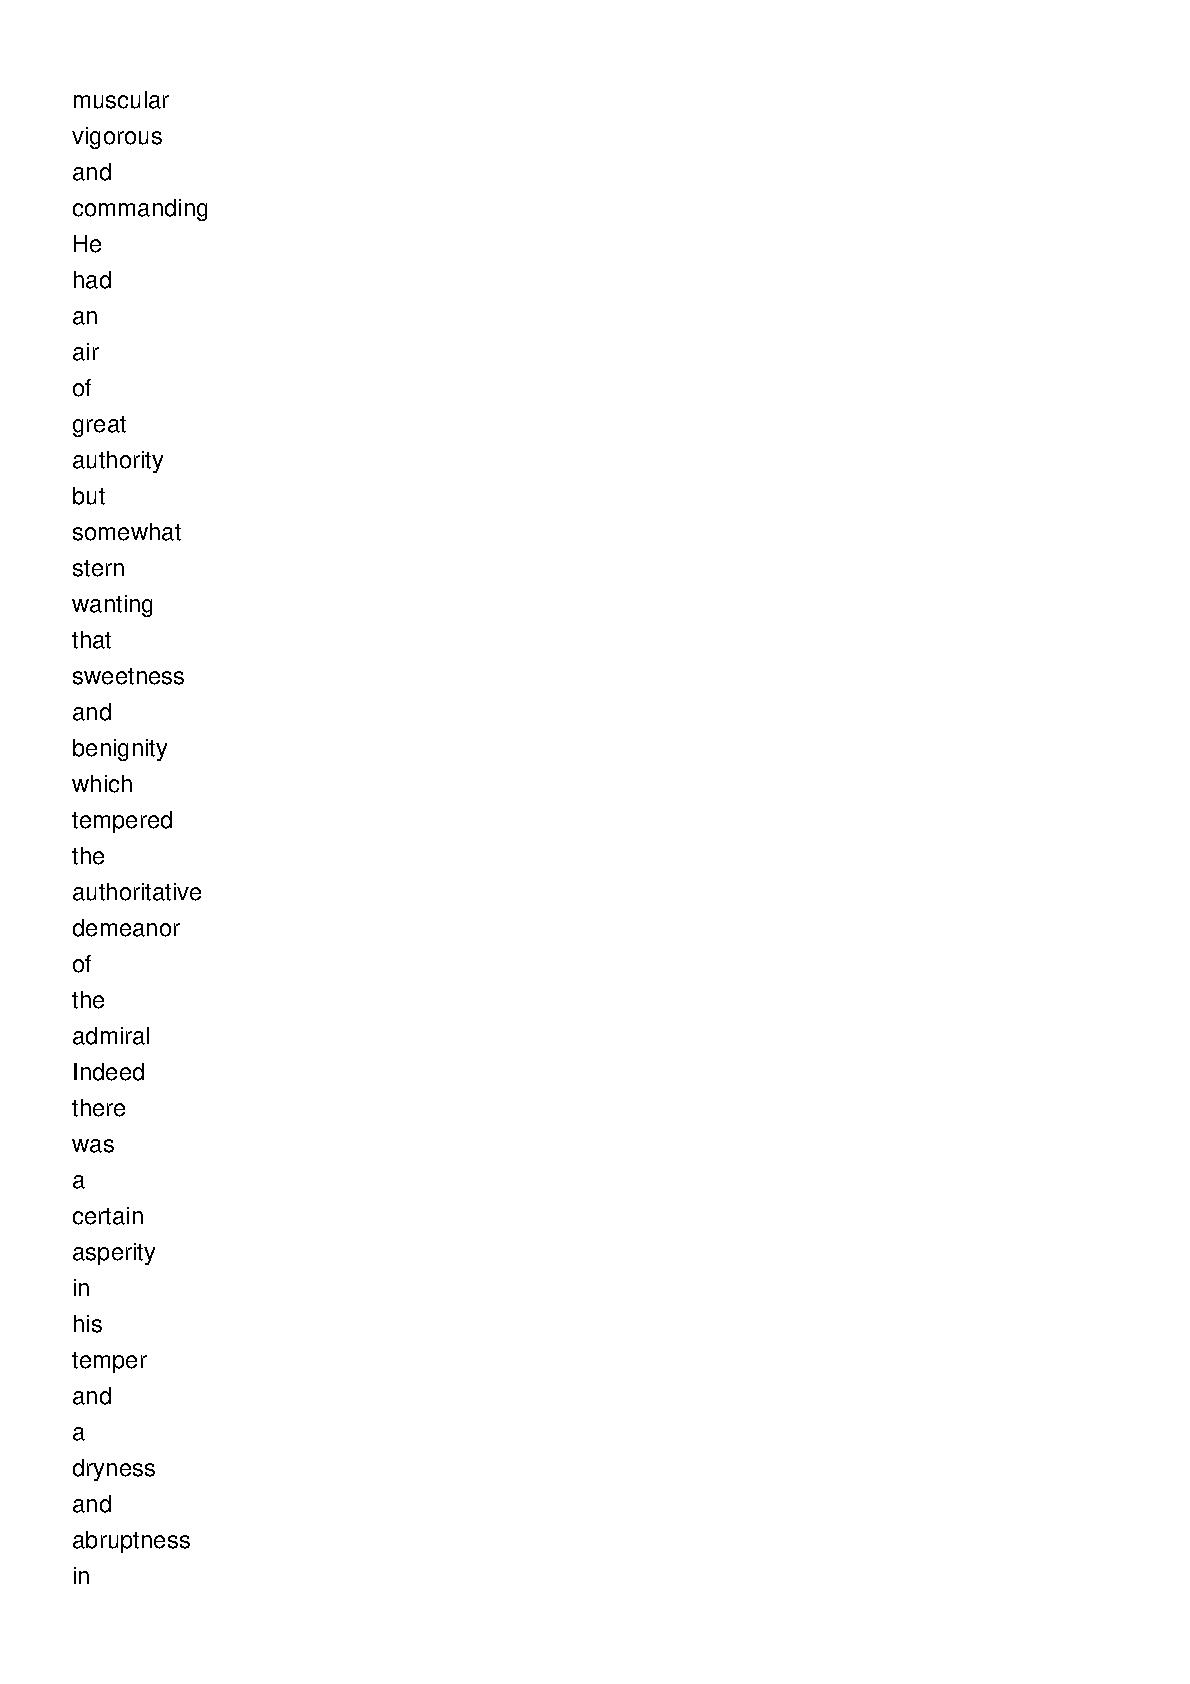 muscular
vigorous
and
commanding
He
had
an
air
of
great
authority
but
somewhat
stern
wanting
that
sweetness
and
benignity
which
tempered
the
authoritative
demeanor
of
the
admiral
Indeed
there
was
a
certain
asperity
in
his
temper
and
a
dryness
and
abruptness
in